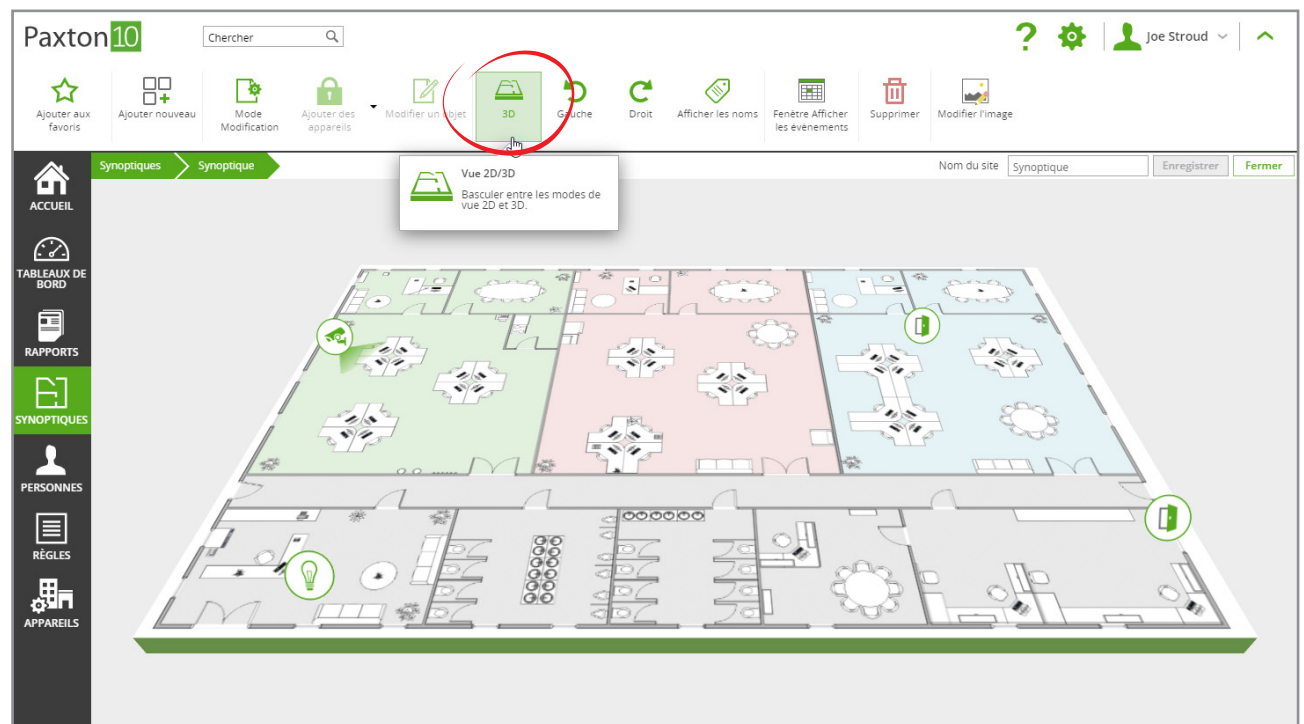 Paxton10
Chercher
Joe Stroud
Ajouter aux
favoris
Ajouter nouveau
Mode
Modification
Ajouter des
appareils
Modifier un objet
3D
Gauche
Droit
Afficher les noms
Fenêtre Afficher
les évènements
Supprimer
Modifier l'image
Synoptiques
Synoptique
Nom du site
Synoptique
Enregistrer
Fermer
Vue 2D/3D
Basculer entre les modes de
vue 2D et 3D.
ACCUEIL
TABLEAUX DE
BORD
RAPPORTS
SYNOPTIQUES
PERSONNES
RÈGLES
APPAREILS